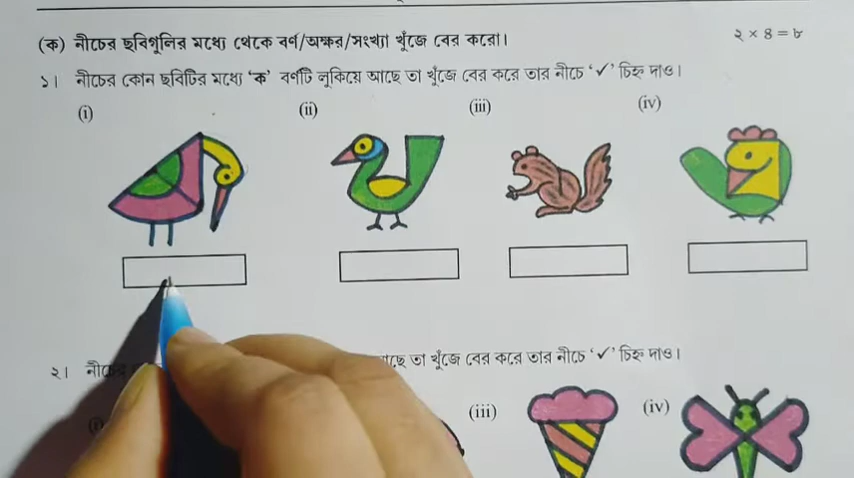 (ক) নীচের ছবিগুলির মধ্যে থেকে বর্ণ/অক্ষর/সংখ্যা খুঁজে বের করো। ২ × ৪ = ৮
১। নীচের কোন ছবিটির মধ্যে ‘ক’ বর্ণটি লুকিয়ে আছে তা খুঁজে বের করে তার নীচে ‘✓’ চিহ্ন দাও।
(i) (ii) (iii) (iv)
২। নীচের তা খুঁজে বের করে তার নীচে ‘✓’ চিহ্ন দাও।
(iii) (iv)